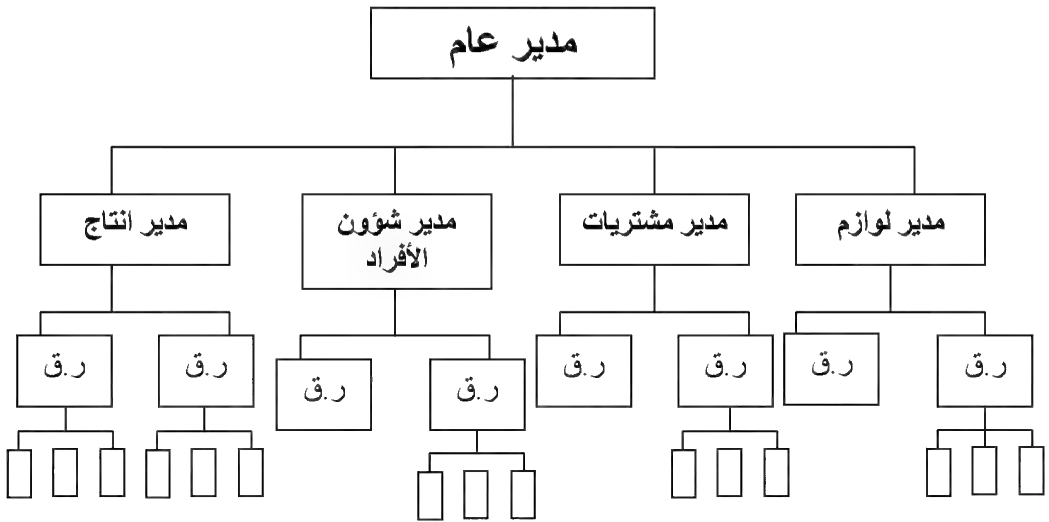 مدير عام
مدير لوازم
مدير مشتريات
مدير شؤون
الأفراد
مدير انتاج
ر.ق
ر.ق
ر.ق
ر.ق
ر.ق
ر.ق
ر.ق
ر.ق